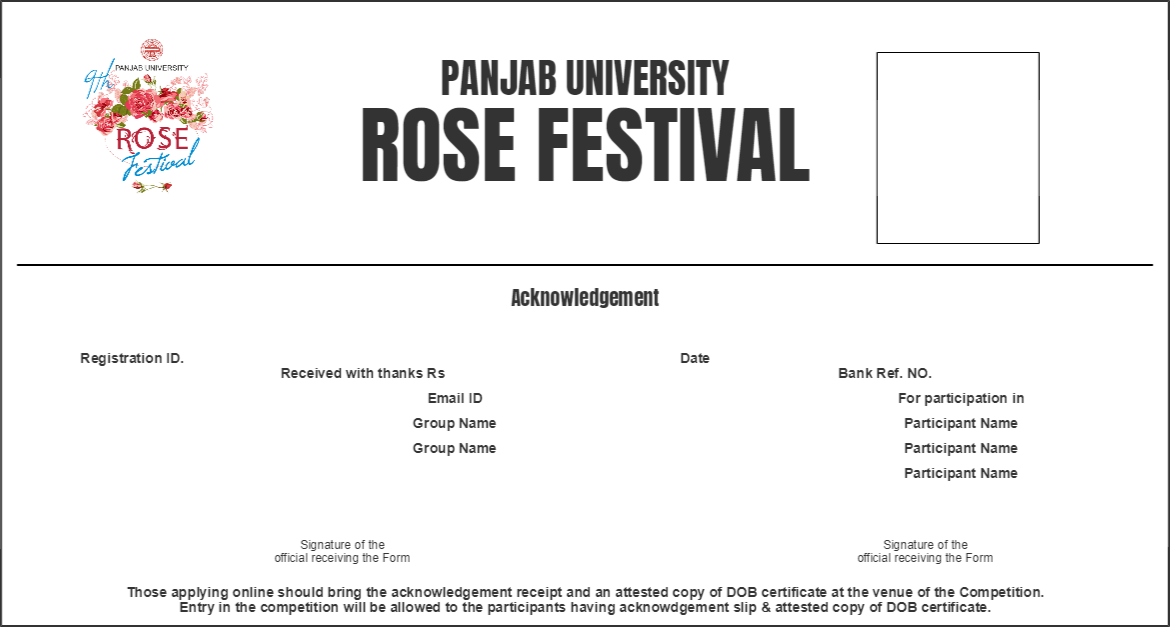 PANJAB UNIVERSITY
9th
ROSE
Festival
PANJAB UNIVERSITY
ROSE FESTIVAL
Acknowledgement
Registration ID. Date
Received with thanks Rs Bank Ref. NO.
Email ID For participation in
Group Name Participant Name
Group Name Participant Name
Participant Name
Signature of the Signature of the
official receiving the Form official receiving the Form
Those applying online should bring the acknowledgement receipt and an attested copy of DOB certificate at the venue of the Competition.
Entry in the competition will be allowed to the participants having acknowdgement slip & attested copy of DOB certificate.